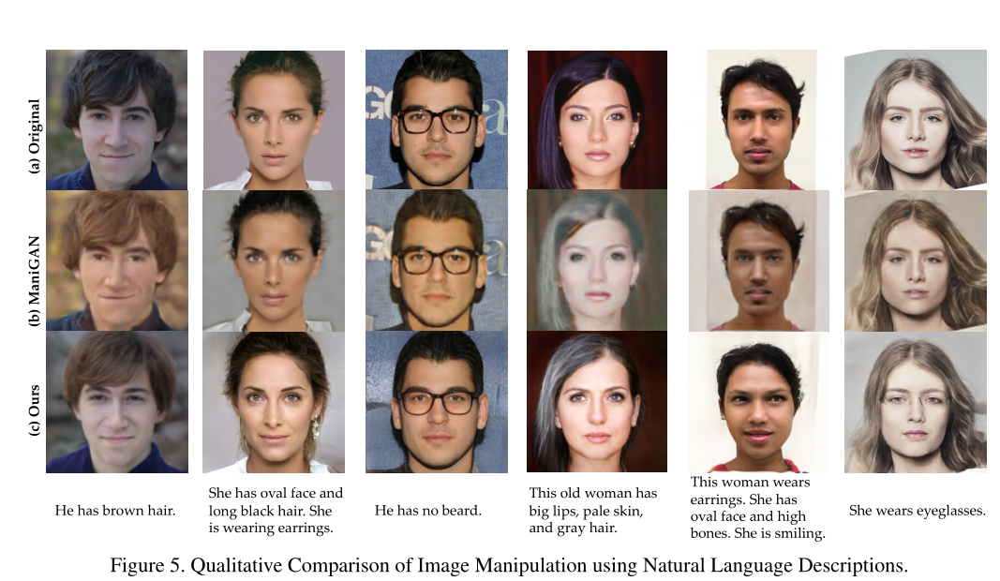 (a) Original
GO
a
(b) ManiGAN
GO
a
(c) Ours
He has brown hair.
She has oval face and
long black hair. She
is wearing earrings.
He has no beard.
This old woman has
big lips, pale skin,
and gray hair.
This woman wears
earrings. She has
oval face and high
bones. She is smiling.
She wears eyeglasses.
Figure 5. Qualitative Comparison of Image Manipulation using Natural Language Descriptions.